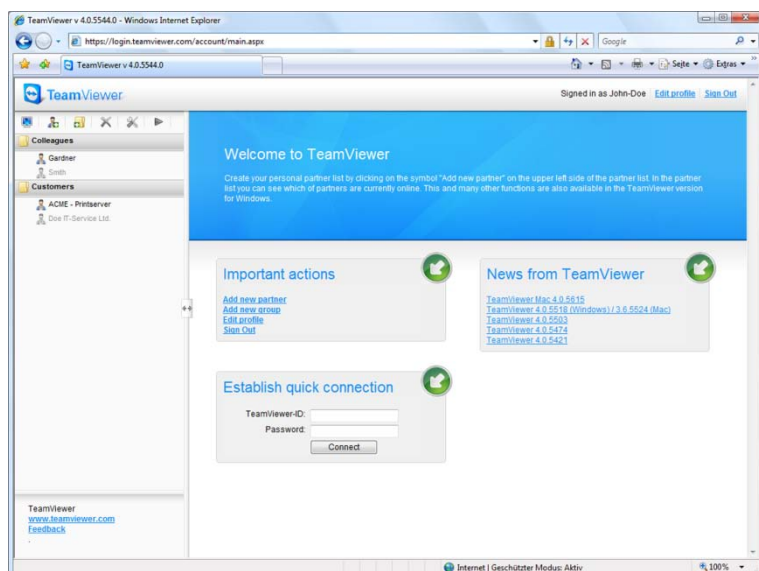 TeamViewer v 4.0.5544.0 - Windows Internet Explorer
https://login.teamviewer.com/account/main.aspx
Google
TeamViewer v 4.0.5544.0
Seite
Extras
TeamViewer
Signed in as John-Doe Edit profile Sign Out
Colleagues
Gardner
Smith
Customers
ACME - Printserver
Doe IT-Service Ltd.
Welcome to TeamViewer
Create your personal partner list by clicking on the symbol "Add new partner" on the upper left side of the partner list. In the partner
list you can see which of partners are currently online. This and many other functions are also available in the TeamViewer version
for Windows.
Important actions
Add new partner
Add new group
Edit profile
Sign Out
News from TeamViewer
TeamViewer Mac 4.0.5615
TeamViewer 4.0.5518 (Windows) / 3.6.5524 (Mac)
TeamViewer 4.0.5503
TeamViewer 4.0.5474
TeamViewer 4.0.5421
Establish quick connection
TeamViewer-ID:
Password:
Connect
TeamViewer
www.teamviewer.com
Feedback
Internet | Geschützter Modus: Aktiv
100%